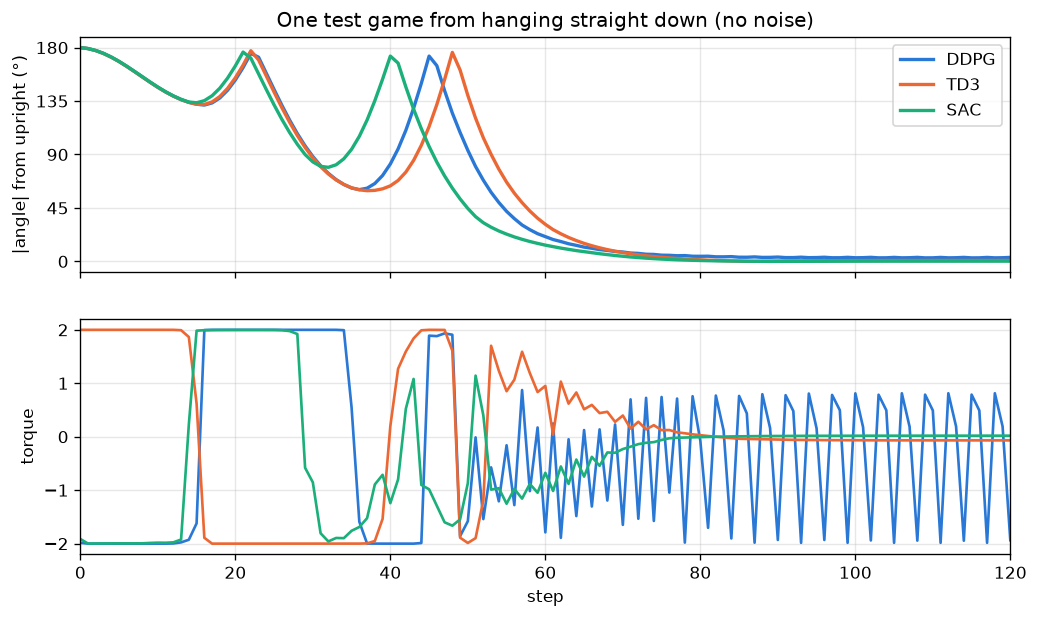 One test game from hanging straight down (no noise)
|angle| from upright (°)
180
135
90
45
0
DDPG
TD3
SAC
torque
2
1
0
−1
−2
0
20
40
60
80
100
120
step